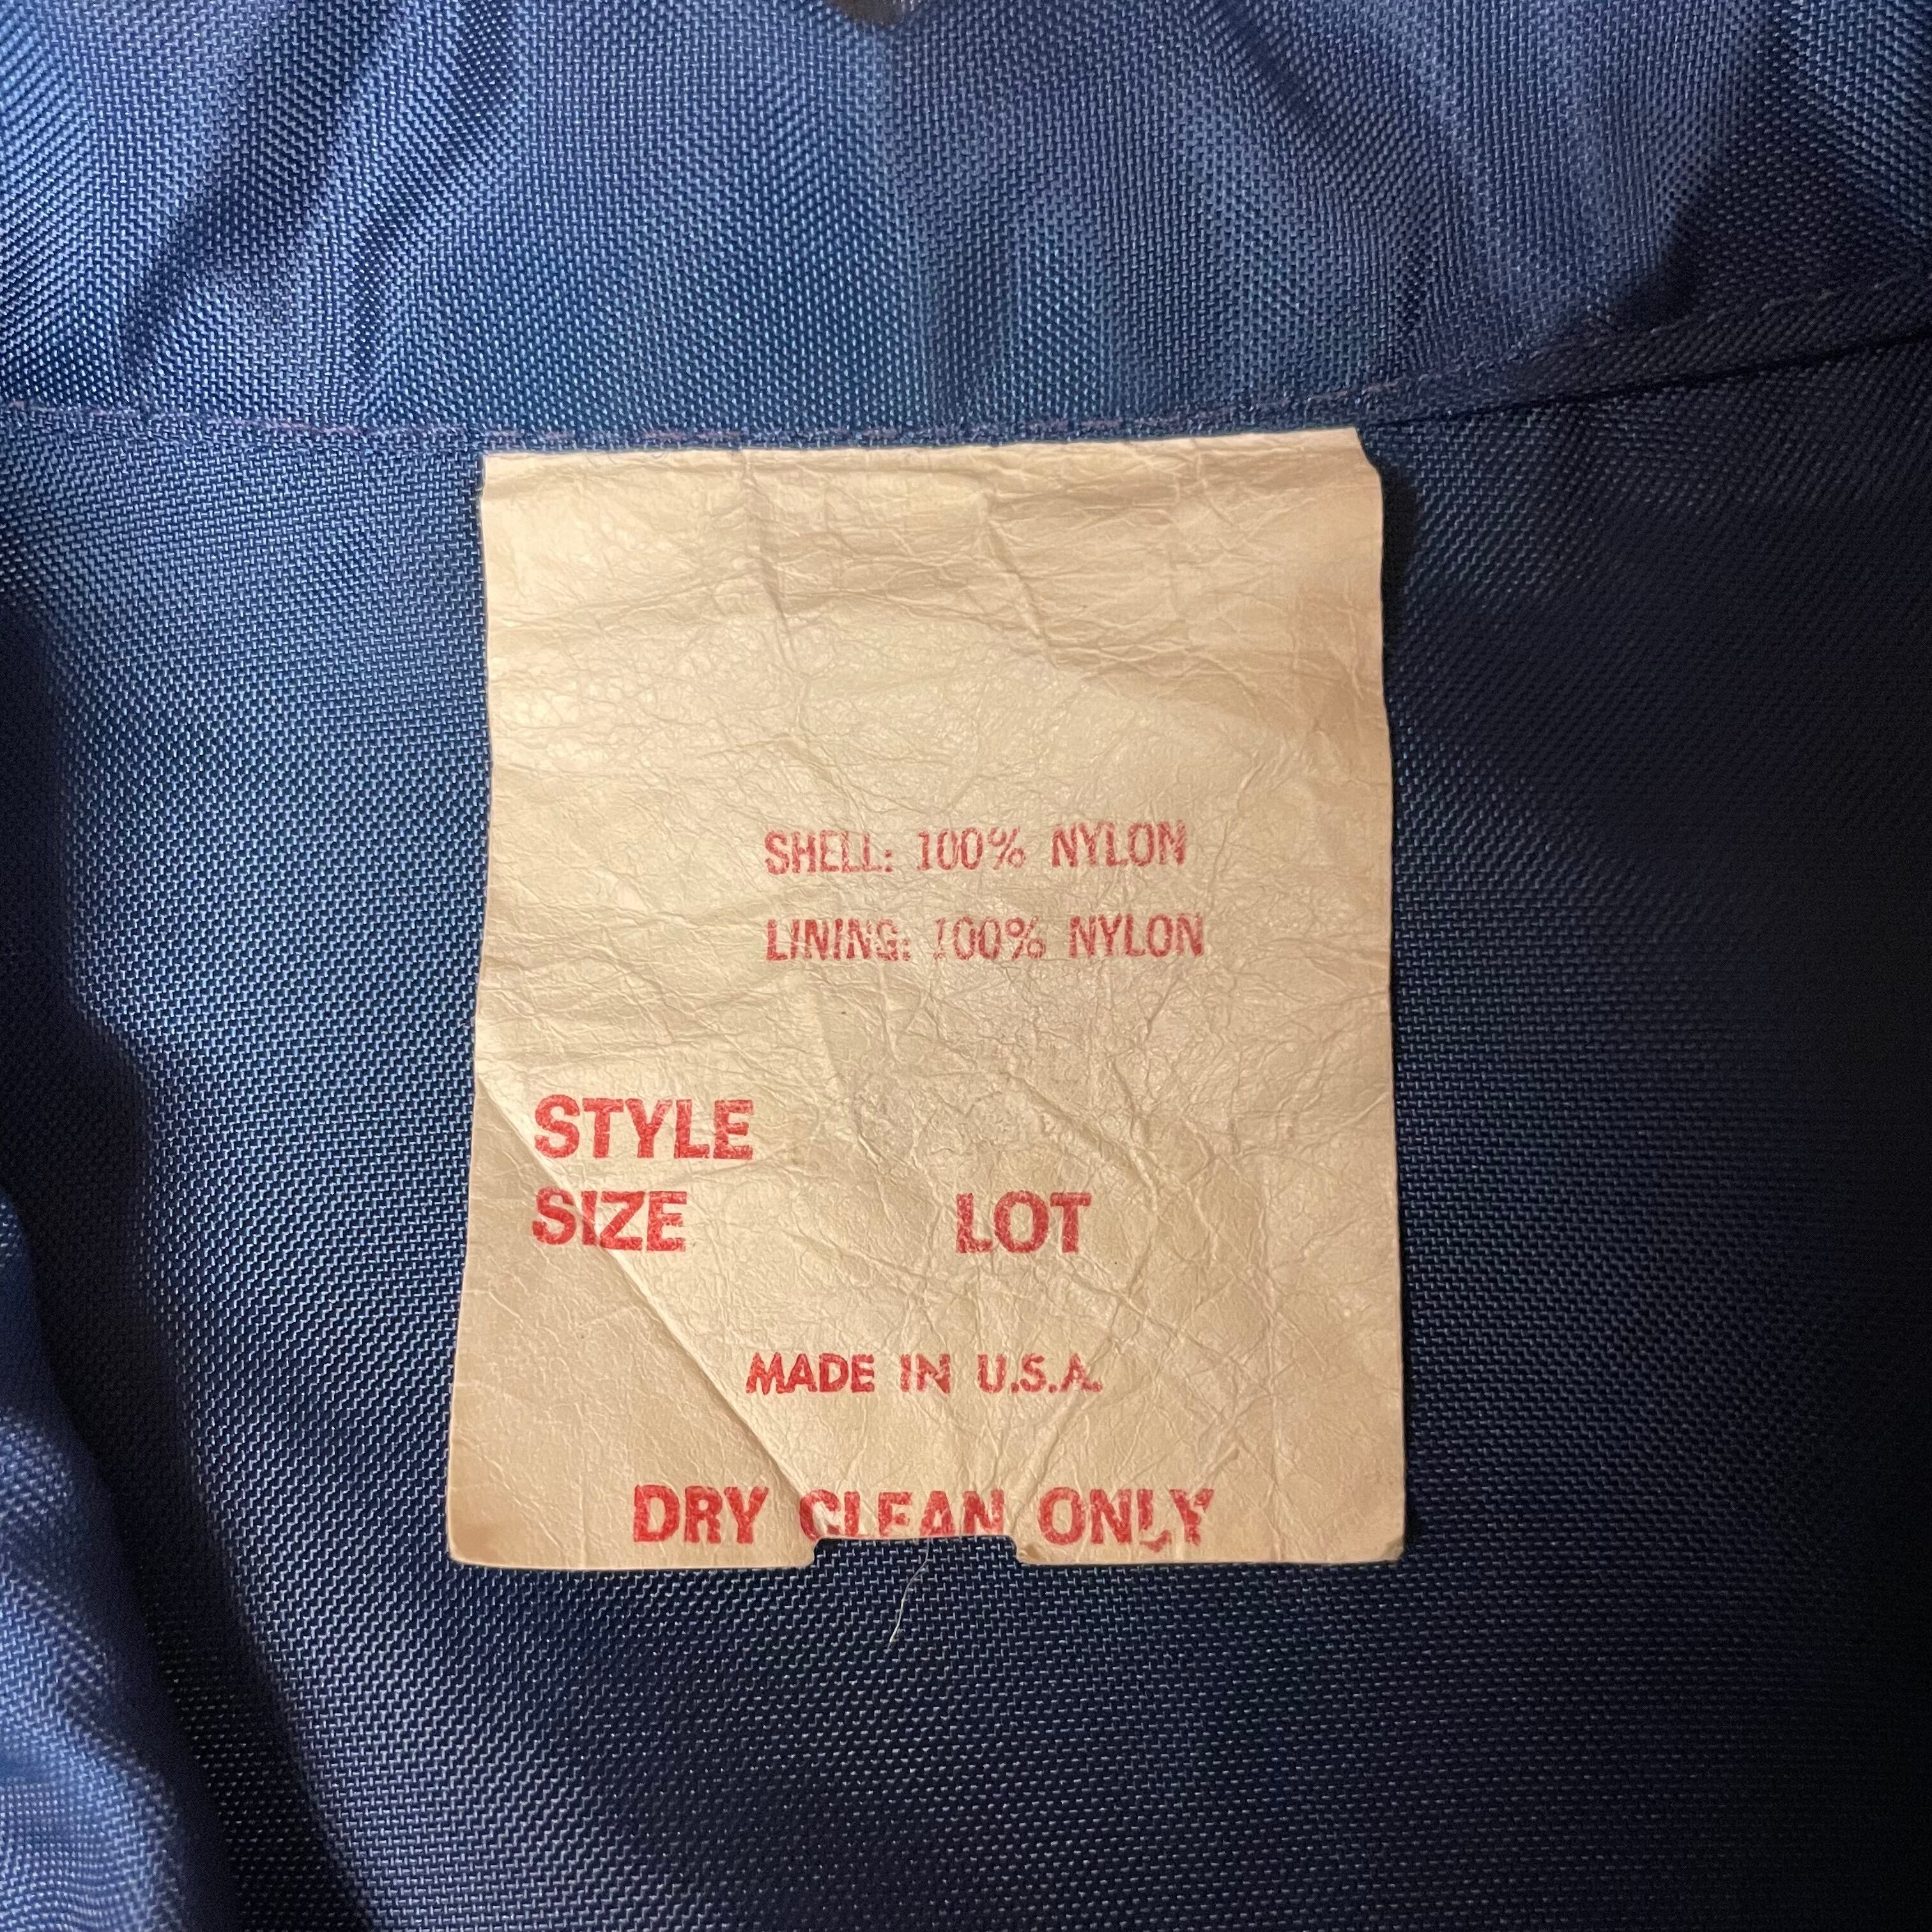 SHELL: 100% NYLON
LINING: 100% NYLON
STYLE
SIZE LOT
MADE IN U.S.A.
DRY CLEAN ONLY